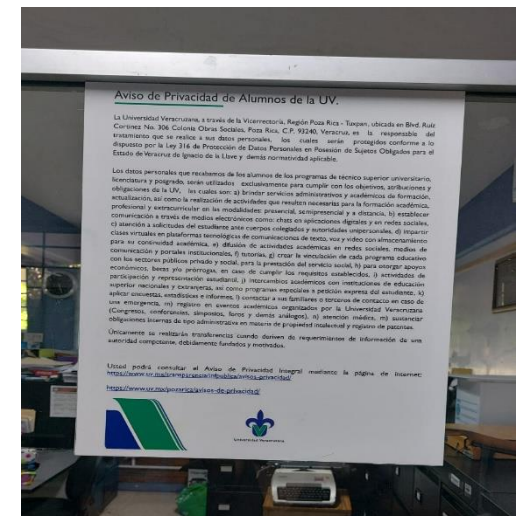 Aviso de Privacidad de Alumnos de la UV.
La Universidad Veracruzana, a través de la Vicerrectoría, Región Poza Rica - Tuxpan, ubicada en Blvd. Ruiz
Cortinez No. 306 Colonia Obras Sociales, Poza Rica, C.P. 93240, Veracruz, es la responsable del
tratamiento que se realice a sus datos personales, los cuales serán protegidos conforme a lo
dispuesto por la Ley 316 de Protección de Datos Personales en Posesión de Sujetos Obligados para el
Estado de Veracruz de Ignacio de la Llave y demás normatividad aplicable.
Los datos personales que recabemos de los alumnos de los programas de técnico superior universitario,
licenciatura y posgrado, serán utilizados exclusivamente para cumplir con los objetivos, atribuciones y
obligaciones de la UV, los cuales son: a) brindar servicios administrativos y académicos de formación,
actualización, así como la realización de actividades que resulten necesarias para la formación académica,
profesional y extracurricular en las modalidades: presencial, semipresencial y a distancia, b) establecer
comunicación a través de medios electrónicos como: chats en aplicaciones digitales y en redes sociales,
c) atención a solicitudes del estudiante ante cuerpos colegiados y autoridades unipersonales, d) impartir
clases virtuales en plataformas tecnológicas de comunicaciones de texto, voz y video con almacenamiento
para su continuidad académica, e) difusión de actividades académicas en redes sociales, medios de
comunicación y portales institucionales, f) tutorías, g) crear la vinculación de cada programa educativo
con los sectores públicos privado y social, para la prestación del servicio social, h) para otorgar apoyos
económicos, becas y/o prórrogas, en caso de cumplir los requisitos establecidos, i) actividades de
participación y representación estudiantil, j) intercambios académicos con instituciones de educación
superior nacionales y extranjeras, así como programas especiales a petición expresa del estudiante, k)
aplicar encuestas, estadísticas e informes, l) contactar a sus familiares o terceros de contacto en caso de
una emergencia, m) registro en eventos académicos organizados por la Universidad Veracruzana
(Congresos, conferencias, simposios, foros y demás análogos), n) atención médica, m) sustanciar
obligaciones internos de tipo administrativo en materia de propiedad intelectual y registro de patentes.
Únicamente se realizarán transferencias cuando deriven de requerimientos de información de una
autoridad competente, debidamente fundados y motivados.
Usted podrá consultar el Aviso de Privacidad Integral mediante la página de Internet:
https://www.uv.mx/transparencia/infpublica/avisos-privacidad/
https://www.uv.mx/pozarica/avisos-de-privacidad/
Universidad Veracruzana